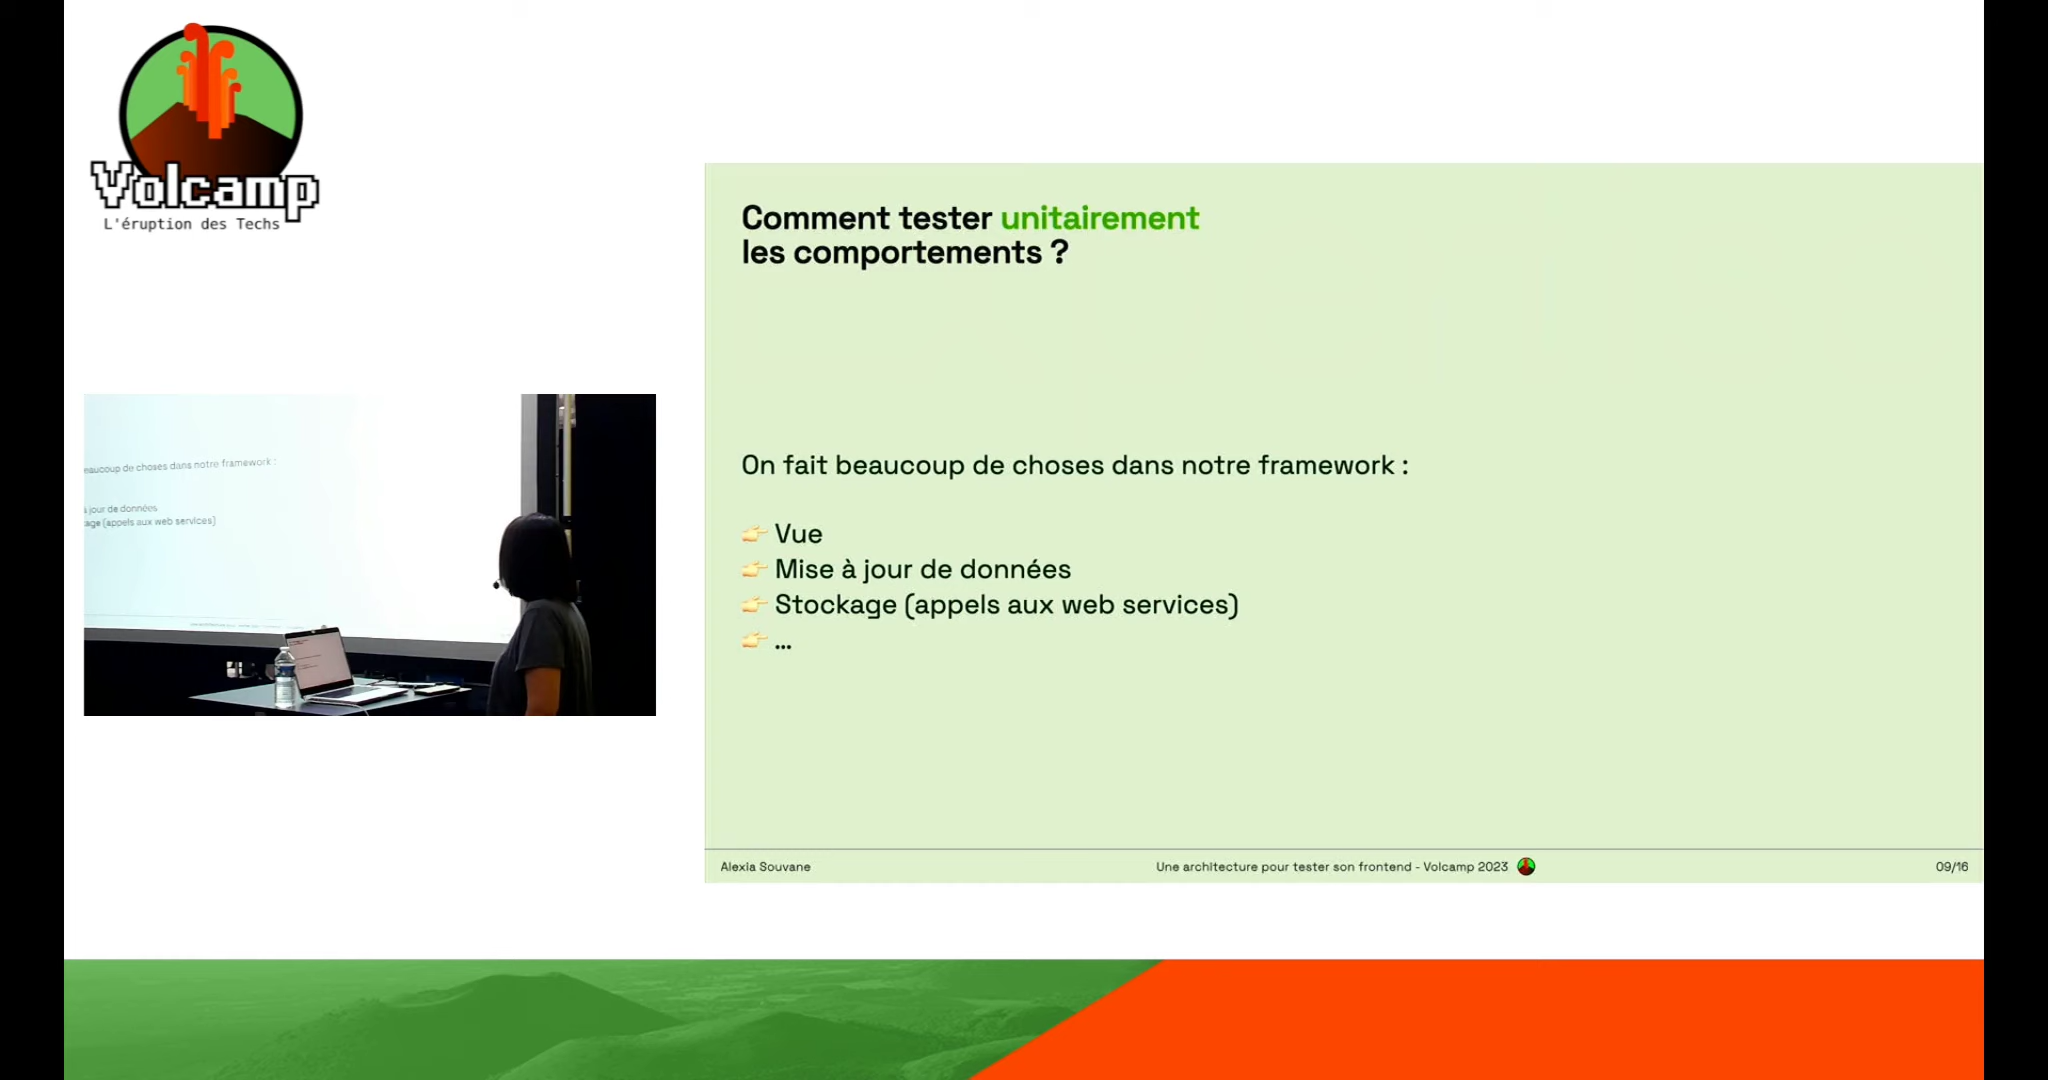 Volcamp
L'éruption des Techs
Comment tester unitairement
les comportements ?
On fait beaucoup de choses dans notre framework :
👉 Vue
👉 Mise à jour de données
👉 Stockage (appels aux web services)
👉 ...
eaucoup de choses dans notre framework :
à jour de données
age (appels aux web services)
Alexia Souvane
Une architecture pour tester son frontend - Volcamp 2023
09/16